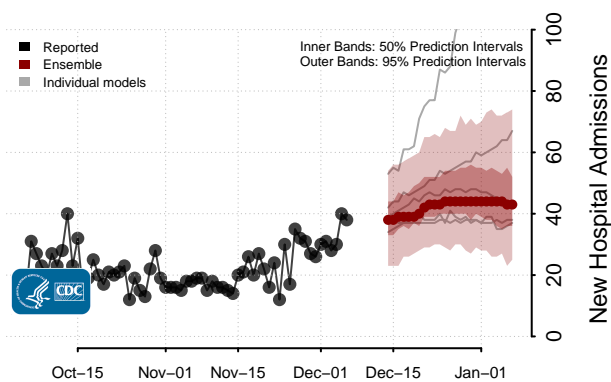 Reported
Ensemble
Individual models
Inner Bands: 50% Prediction Intervals
Outer Bands: 95% Prediction Intervals
CDC
0
20
40
60
80
100
New Hospital Admissions
Oct−15
Nov−01
Nov−15
Dec−01
Dec−15
Jan−01